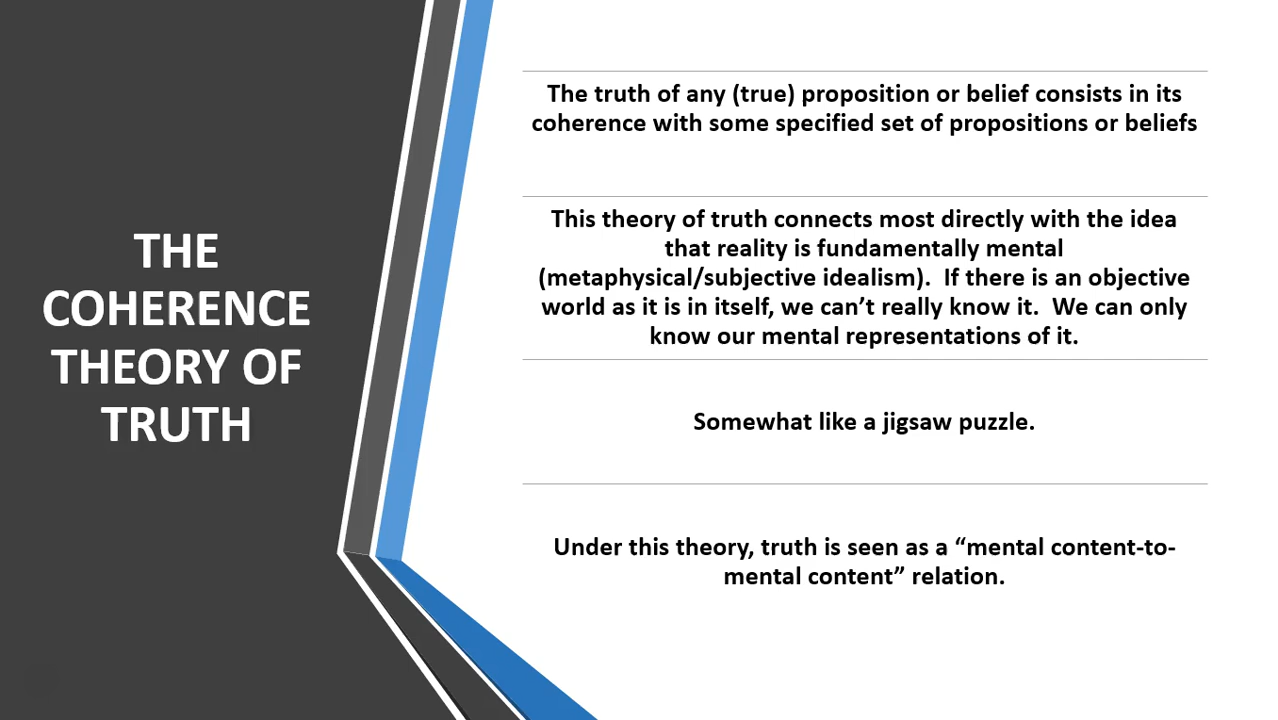 THE
COHERENCE
THEORY OF
TRUTH
The truth of any (true) proposition or belief consists in its
coherence with some specified set of propositions or beliefs
This theory of truth connects most directly with the idea
that reality is fundamentally mental
(metaphysical/subjective idealism).  If there is an objective
world as it is in itself, we can’t really know it.  We can only
know our mental representations of it.
Somewhat like a jigsaw puzzle.
Under this theory, truth is seen as a “mental content-to-
mental content” relation.